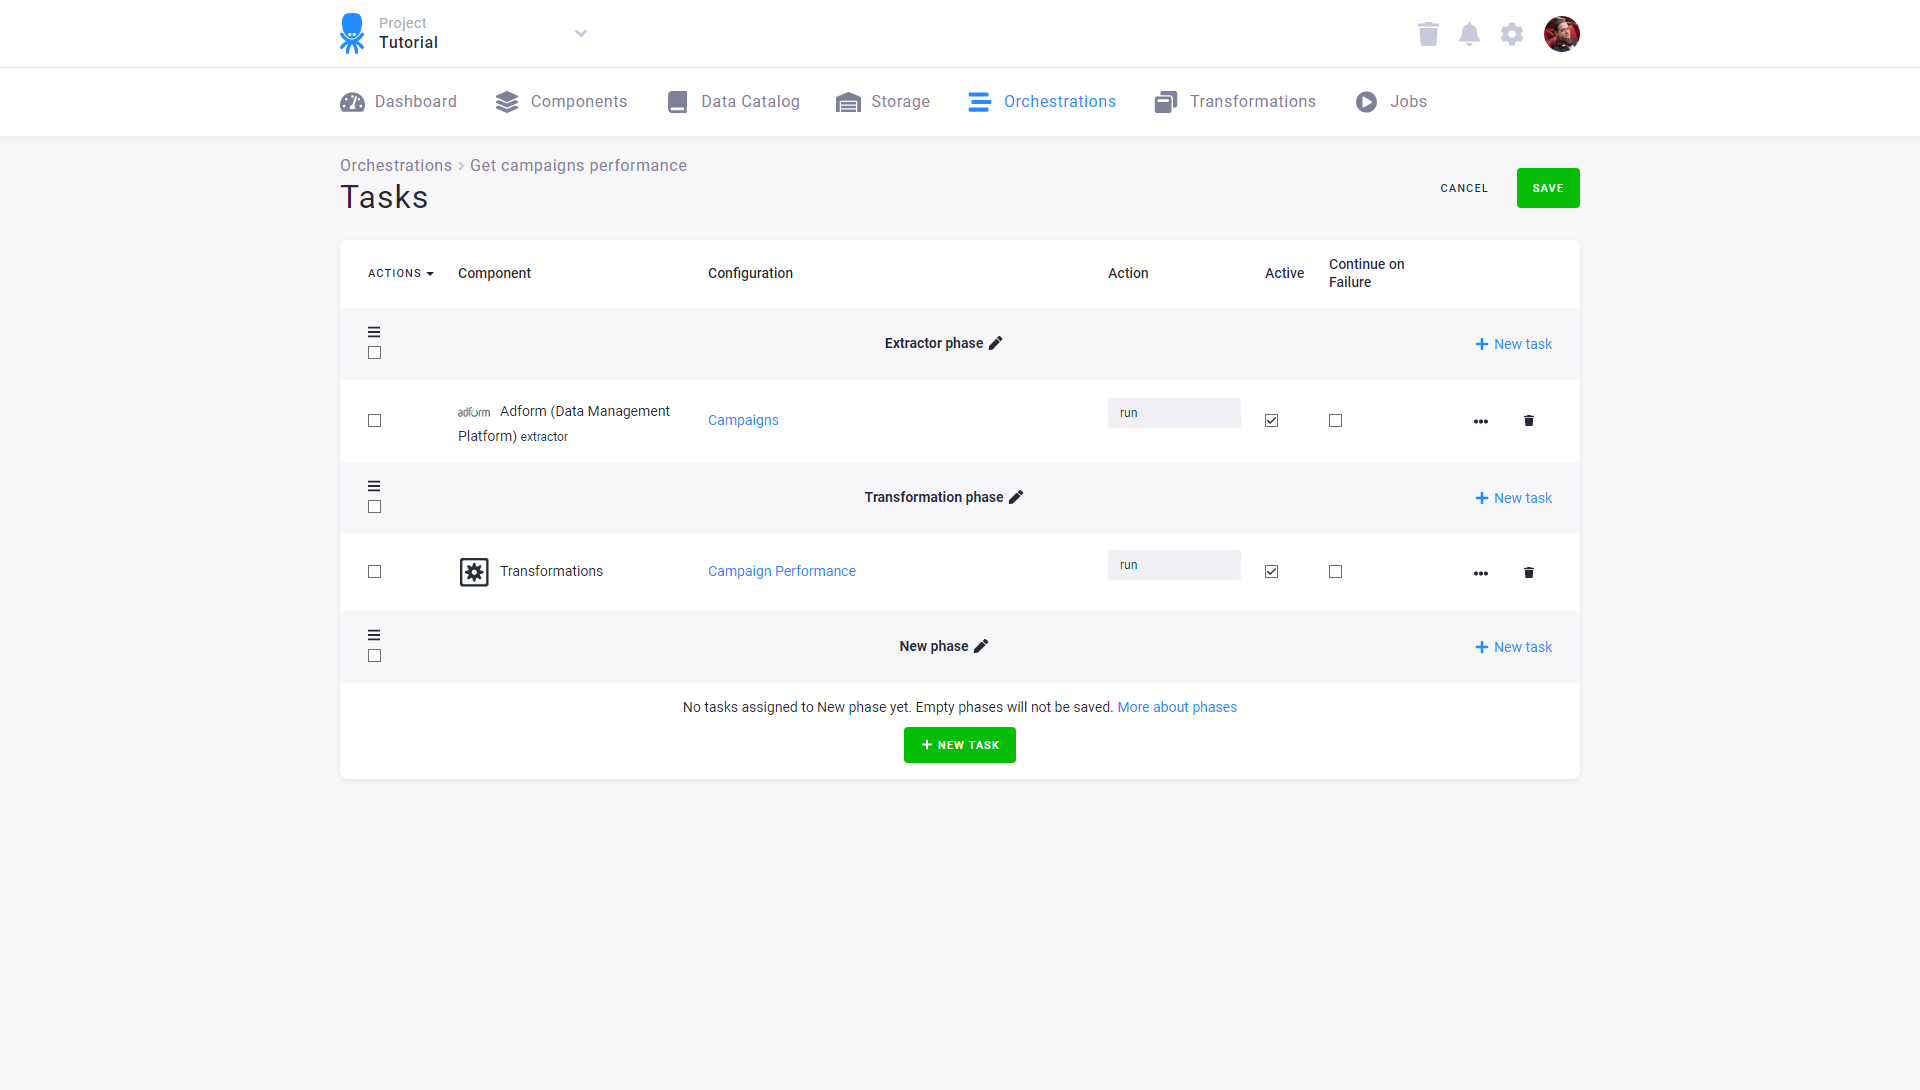 Project
Tutorial
Dashboard Components Data Catalog Storage Orchestrations Transformations Jobs
Orchestrations Get campaigns performance
Tasks
CANCEL SAVE
ACTIONS Component Configuration Action Active Continue on
Failure
Extractor phase New task
adform Adform (Data Management
Platform) extractor
Campaigns run
Transformation phase New task
Transformations Campaign Performance run
New phase New task
No tasks assigned to New phase yet. Empty phases will not be saved. More about phases
NEW TASK